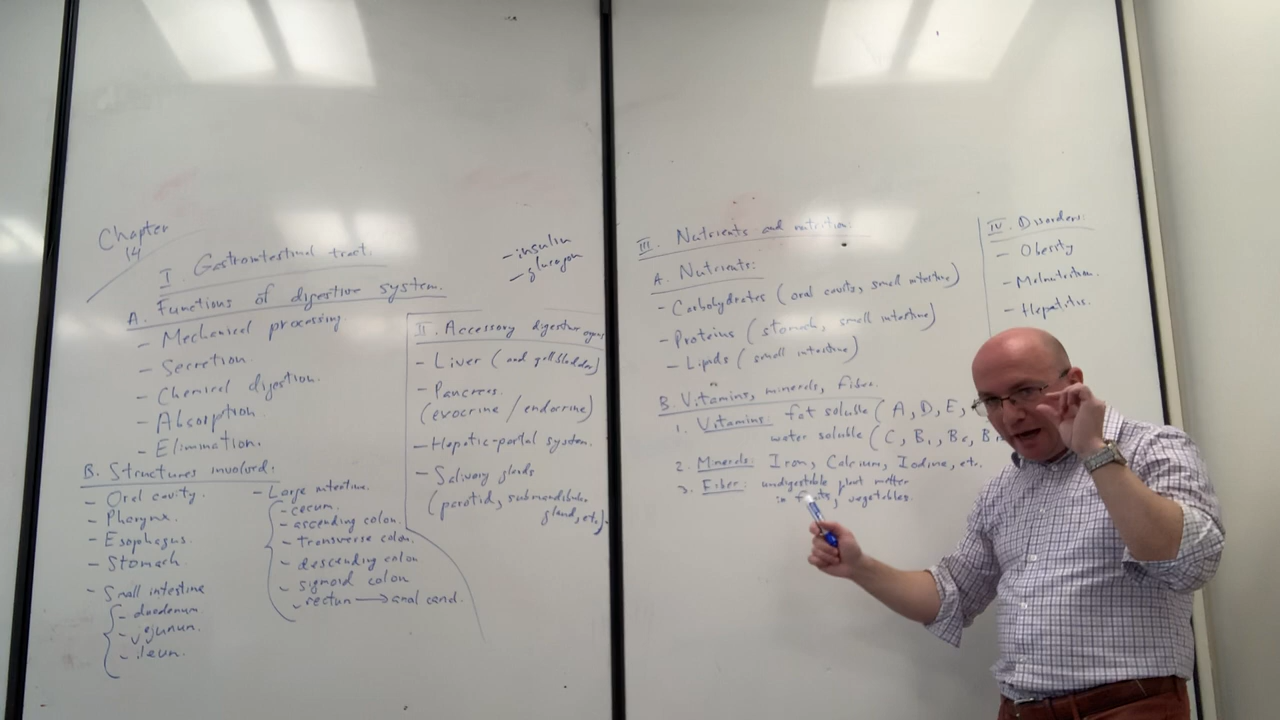 Chapter
14
I. Gastrointestinal tract.
A. Functions of digestive system.
- Mechanical processing.
- Secretion.
- Chemical digestion.
- Absorption.
- Elimination.
B. Structures involved.
- Oral cavity.
- Pharynx.
- Esophagus.
- Stomach
- Small intestine
- duodenum.
- jejunum.
- ileum.
- Large intestine.
- cecum.
- ascending colon.
- transverse colon.
- descending colon
- sigmoid colon
- rectum → anal canal.
- insulin
- glucagon
II. Accessory digestive organs
- Liver (and gallbladder)
- Pancreas.
(exocrine / endocrine)
- Hepatic-portal system.
- Salivary glands
(parotid, submandibular
gland, etc.).
III. Nutrients and nutrition.
A. Nutrients:
- Carbohydrates (oral cavity, small intestine)
- Proteins (stomach, small intestine)
- Lipids (small intestine)
B. Vitamins, minerals, fibre.
1. Vitamins: fat soluble (A, D, E,
water soluble (C, B1, B6, B
2. Minerals: Iron, Calcium, Iodine, etc.
3. Fiber: undigestable plant matter
in , vegetables.
IV. Disorders:
- Obesity
- Malnutrition.
- Hepatitis.